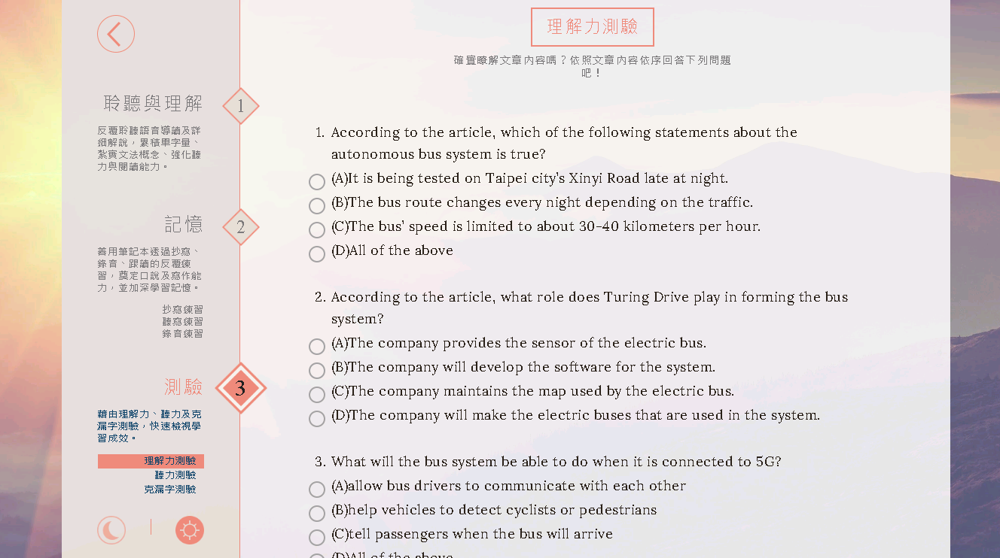 理解力測驗
確實瞭解文章內容嗎？依照文章內容依序回答下列問題
吧！
聆聽與理解
1
反覆聆聽語音導讀及詳
細解說，累積單字量、
紮實文法概念、強化聽
力與閱讀能力。
記憶
2
善用筆記本透過抄寫、
錄音、跟讀的反覆練
習，奠定口說及寫作能
力，並加深學習記憶。
抄寫練習
聽寫練習
錄音練習
測驗
3
藉由理解力、聽力及克
漏字測驗，快速檢視學
習成效。
理解力測驗
聽力測驗
克漏字測驗
1. According to the article, which of the following statements about the
autonomous bus system is true?
(A)It is being tested on Taipei city's Xinyi Road late at night.
(B)The bus route changes every night depending on the traffic.
(C)The bus' speed is limited to about 30-40 kilometers per hour.
(D)All of the above
2. According to the article, what role does Turing Drive play in forming the bus
system?
(A)The company provides the sensor of the electric bus.
(B)The company will develop the software for the system.
(C)The company maintains the map used by the electric bus.
(D)The company will make the electric buses that are used in the system.
3. What will the bus system be able to do when it is connected to 5G?
(A)allow bus drivers to communicate with each other
(B)help vehicles to detect cyclists or pedestrians
(C)tell passengers when the bus will arrive
(D)All of the above